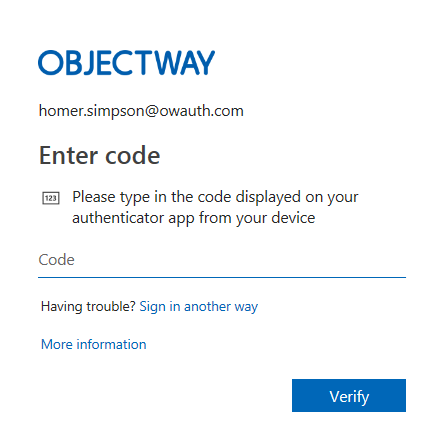 OBJECTWAY
homer.simpson@owauth.com
Enter code
123
Please type in the code displayed on your
authenticator app from your device
Code
Having trouble? Sign in another way
More information
Verify